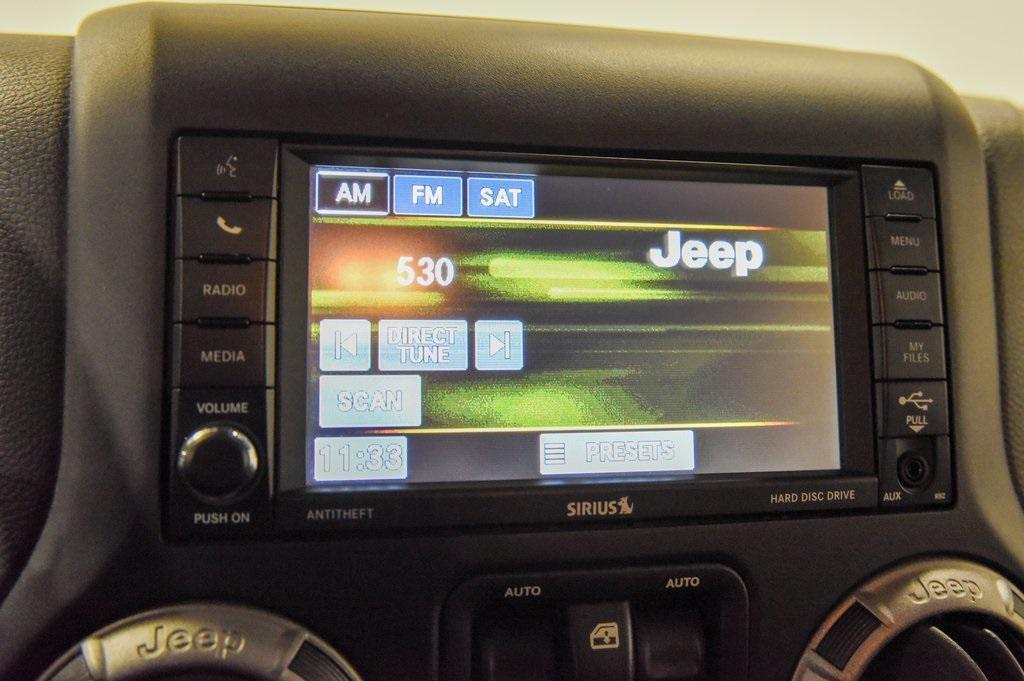 AM FM SAT
530
Jeep
DIRECT
TUNE
SCAN
11:33
PRESETS
RADIO
MEDIA
VOLUME
PUSH ON
LOAD
MENU
AUDIO
MY
FILES
PULL
AUX
RBZ
ANTITHEFT
SIRIUS
HARD DISC DRIVE
AUTO AUTO
Jeep
Jeep